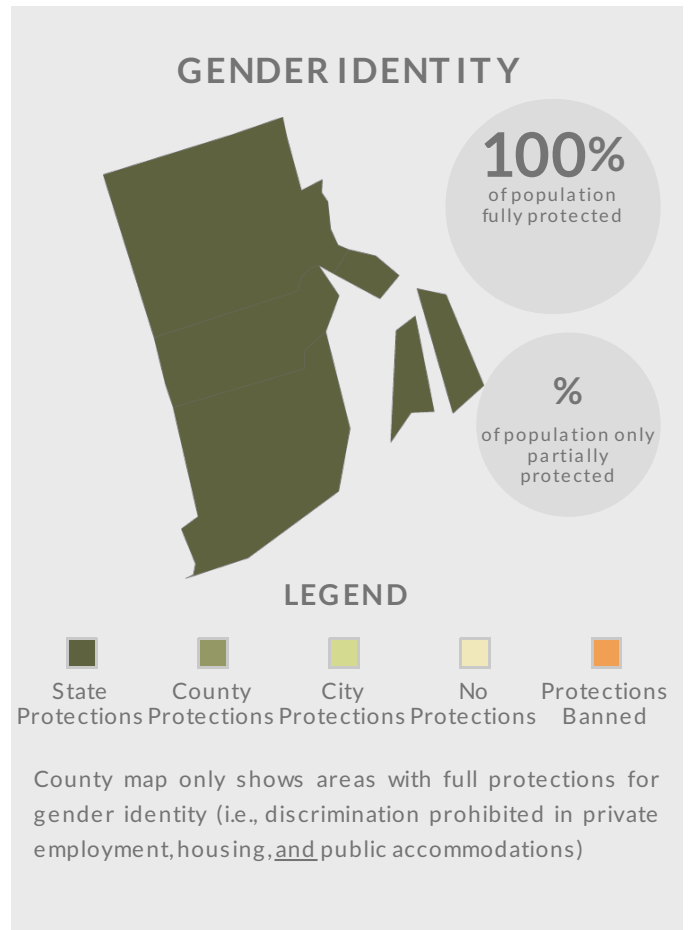 GENDER IDENTITY
100%
of population
fully protected
%
of population only
partially
protected
LEGEND
State
Protections
County
Protections
City
Protections
No
Protections
Protections
Banned
County map only shows areas with full protections for
gender identity (i.e., discrimination prohibited in private
employment, housing, and public accommodations)